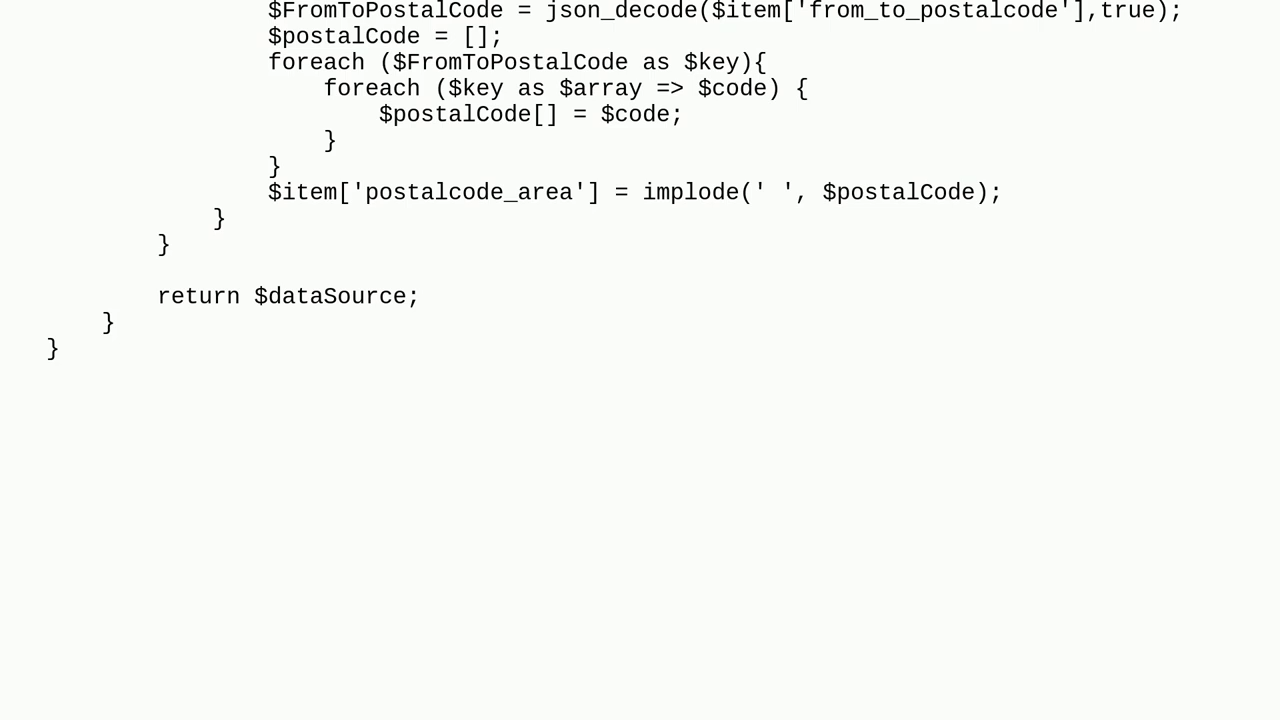 $FromToPostalCode = json_decode($item['from_to_postalcode'],true);
$postalCode = [];
foreach ($FromToPostalCode as $key){
foreach ($key as $array => $code) {
$postalCode[] = $code;
}
}
$item['postalcode_area'] = implode(' ', $postalCode);
}
}
return $dataSource;
}
}